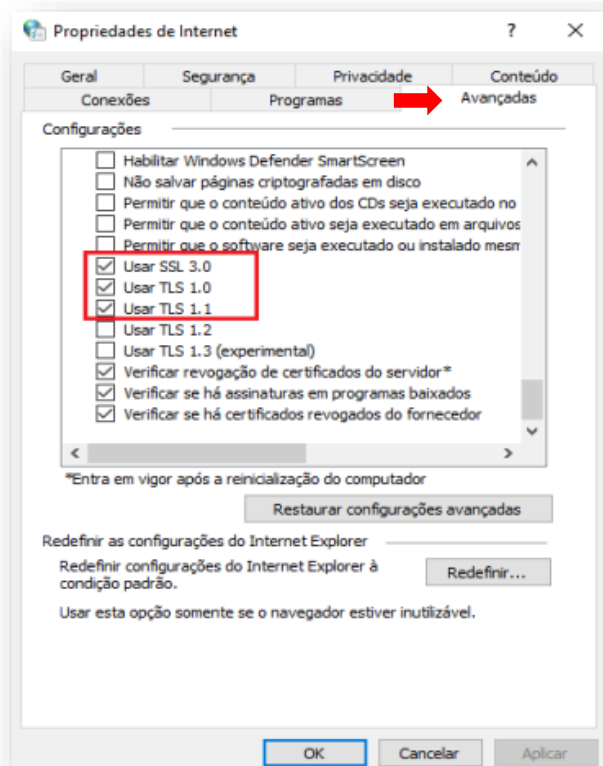 Propriedades de Internet
Geral Segurança Privacidade Conteúdo
Conexões Programas Avançadas
Configurações
Habilitar Windows Defender SmartScreen
Não salvar páginas criptografadas em disco
Permitir que o conteúdo ativo dos CDs seja executado no
Permitir que o conteúdo ativo seja executado em arquivos
Permitir que o software seja executado ou instalado mesm
Usar SSL 3.0
Usar TLS 1.0
Usar TLS 1.1
Usar TLS 1.2
Usar TLS 1.3 (experimental)
Verificar revogação de certificados do servidor*
Verificar se há assinaturas em programas baixados
Verificar se há certificados revogados do fornecedor
*Entra em vigor após a reinicialização do computador
Restaurar configurações avançadas
Redefinir as configurações do Internet Explorer
Redefinir configurações do Internet Explorer à
condição padrão.
Redefinir...
Usar esta opção somente se o navegador estiver inutilizável.
OK Cancelar Aplicar